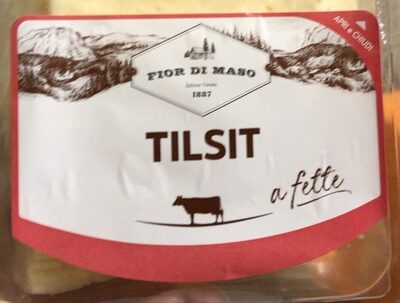 APRI e CHIUDI
FIOR DI MASO
1887
TILSIT
a fette